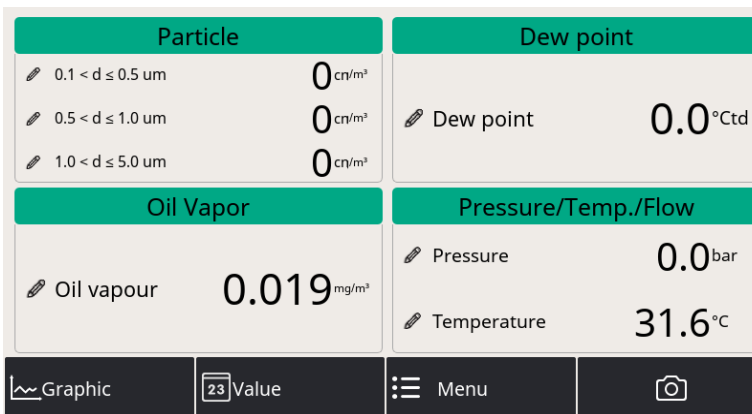 Particle
0.1 < d ≤ 0.5 um 0 cn/m³
0.5 < d ≤ 1.0 um 0 cn/m³
1.0 < d ≤ 5.0 um 0 cn/m³
Dew point
Dew point 0.0 °Ctd
Oil Vapor
Oil vapour 0.019 mg/m³
Pressure/Temp./Flow
Pressure 0.0 bar
Temperature 31.6 °C
Graphic
23 Value
Menu